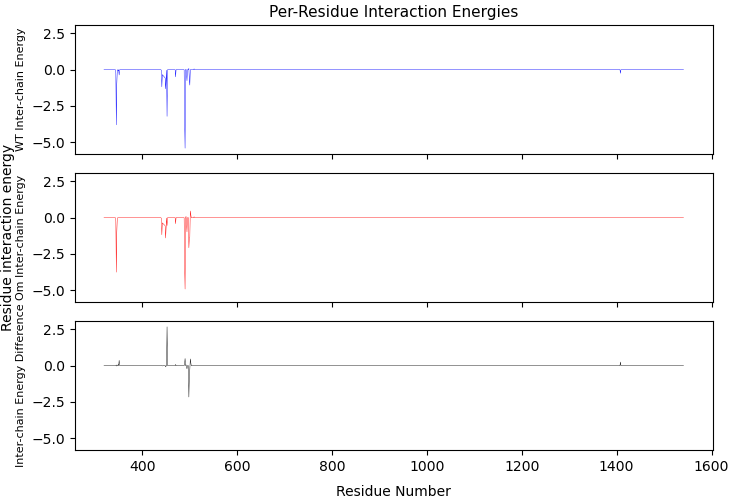 Per-Residue Interaction Energies
WT Inter-chain Energy
2.5
0.0
−2.5
−5.0
Residue interaction energy
Om Inter-chain Energy
2.5
0.0
−2.5
−5.0
Inter-chain Energy Difference
2.5
0.0
−2.5
−5.0
400 600 800 1000 1200 1400 1600
Residue Number